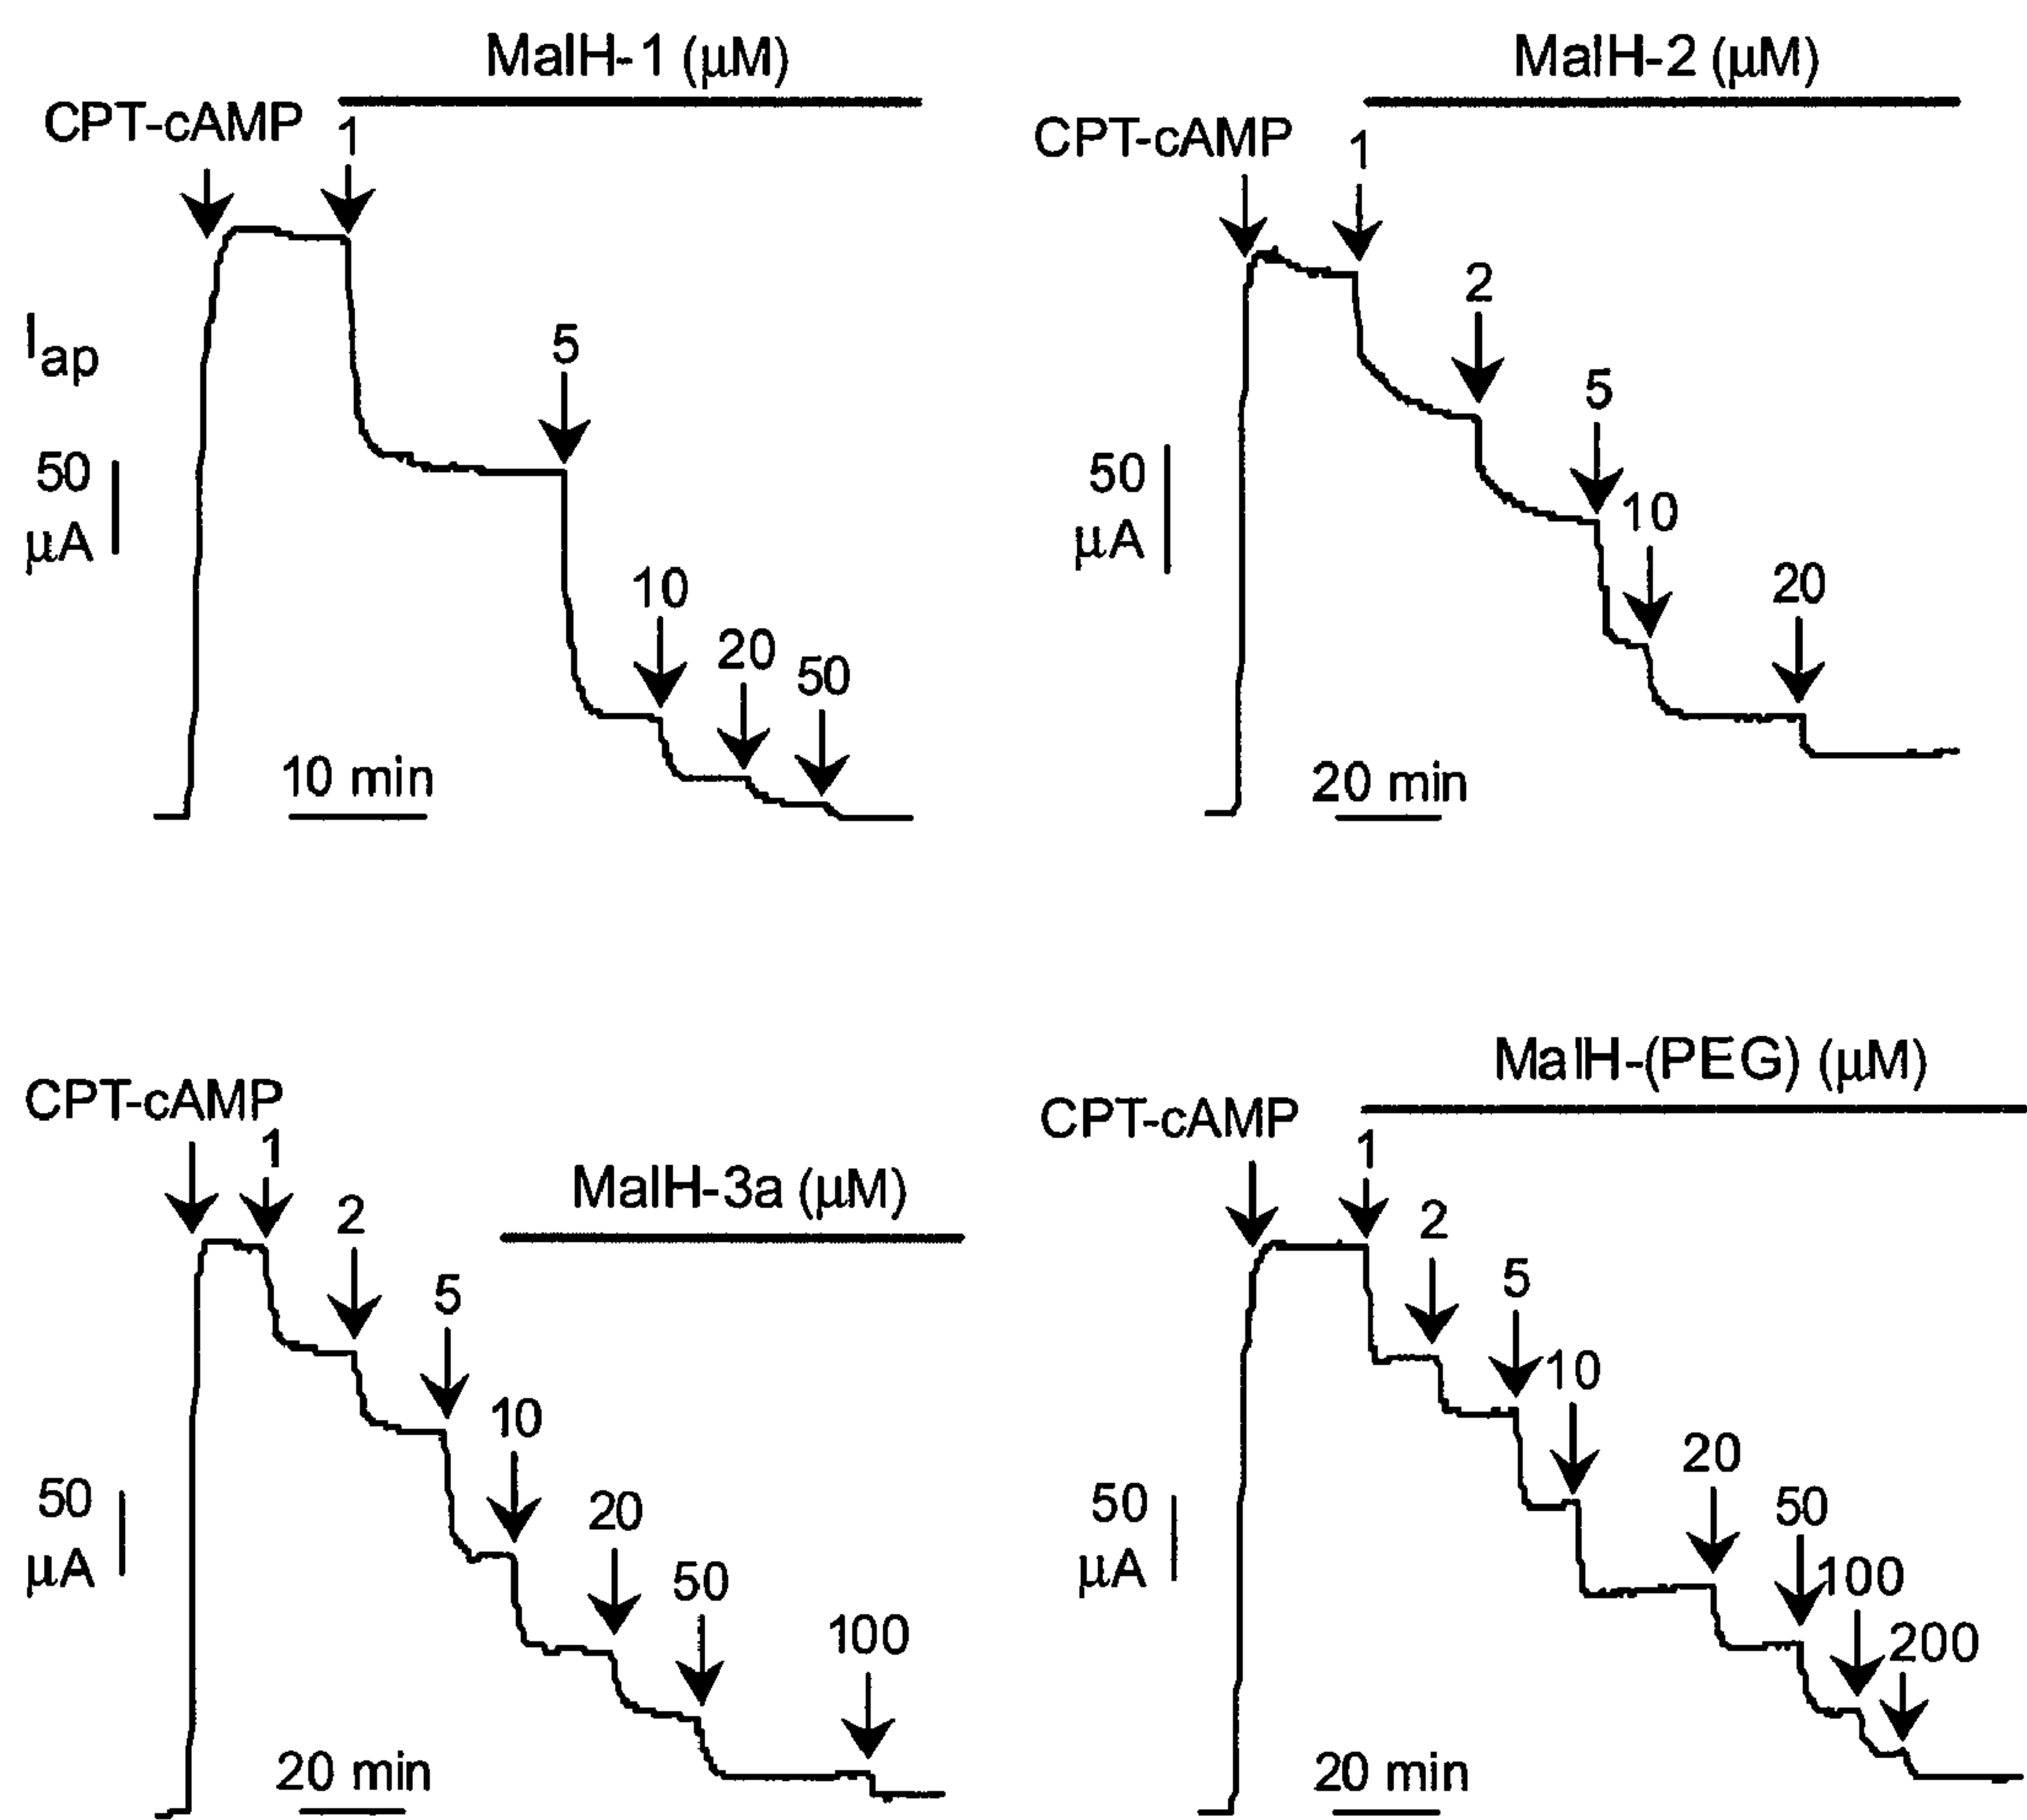 MalH-1 (μM)
CPT-cAMP
1
Iap
50
μA
5
10
20
50
10 min
MalH-2 (μM)
CPT-cAMP
1
2
50
μA
5
10
20
20 min
CPT-cAMP
1
MalH-3a (μM)
2
5
10
50
μA
20
50
100
20 min
MalH-(PEG) (μM)
CPT-cAMP
1
2
5
10
50
μA
20
50
100
200
20 min